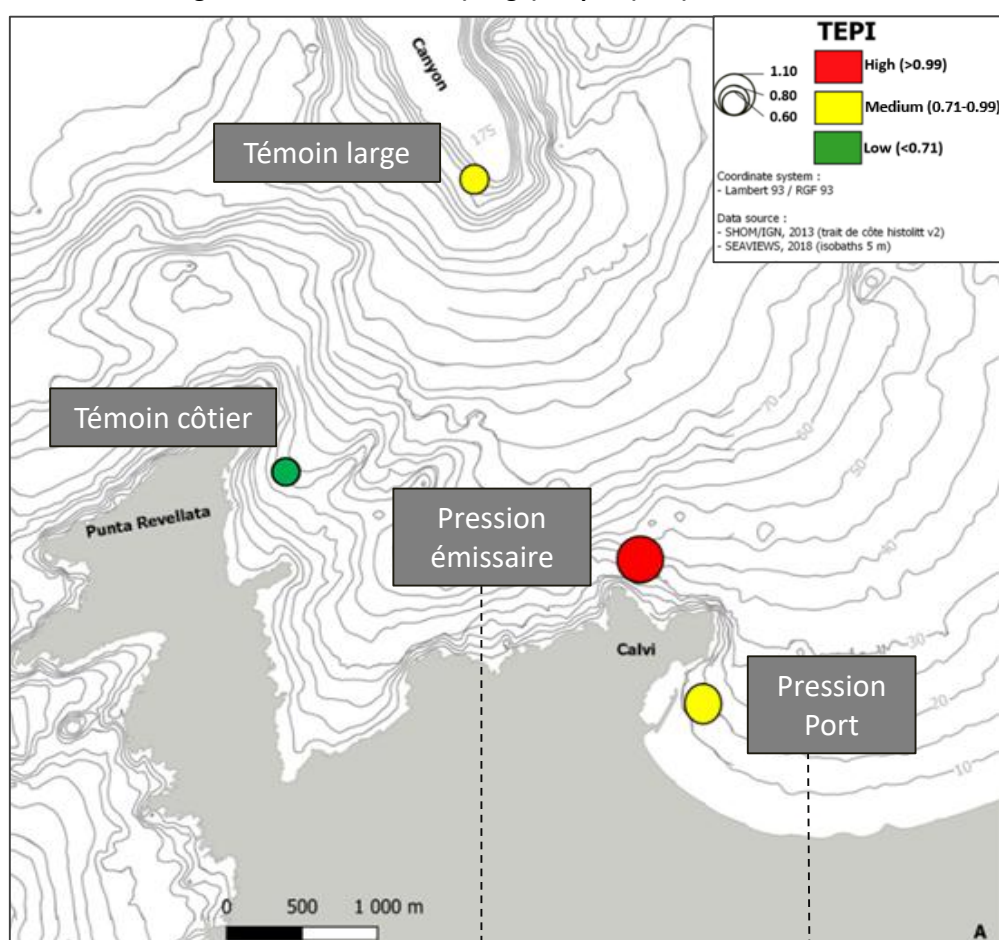 Canyon
175
Témoin large
TEPI
1.10
0.80
0.60
High (>0.99)
Medium (0.71-0.99)
Low (<0.71)
Coordinate system :
- Lambert 93 / RGF 93
Data source :
- SHOM/IGN, 2013 (trait de côte histolitt v2)
- SEAVIEWS, 2018 (isobaths 5 m)
Témoin côtier
Punta Revellata
70
60
50
Pression
émissaire
40
Calvi
30
Pression
Port
20
10
0 500 1 000 m
A